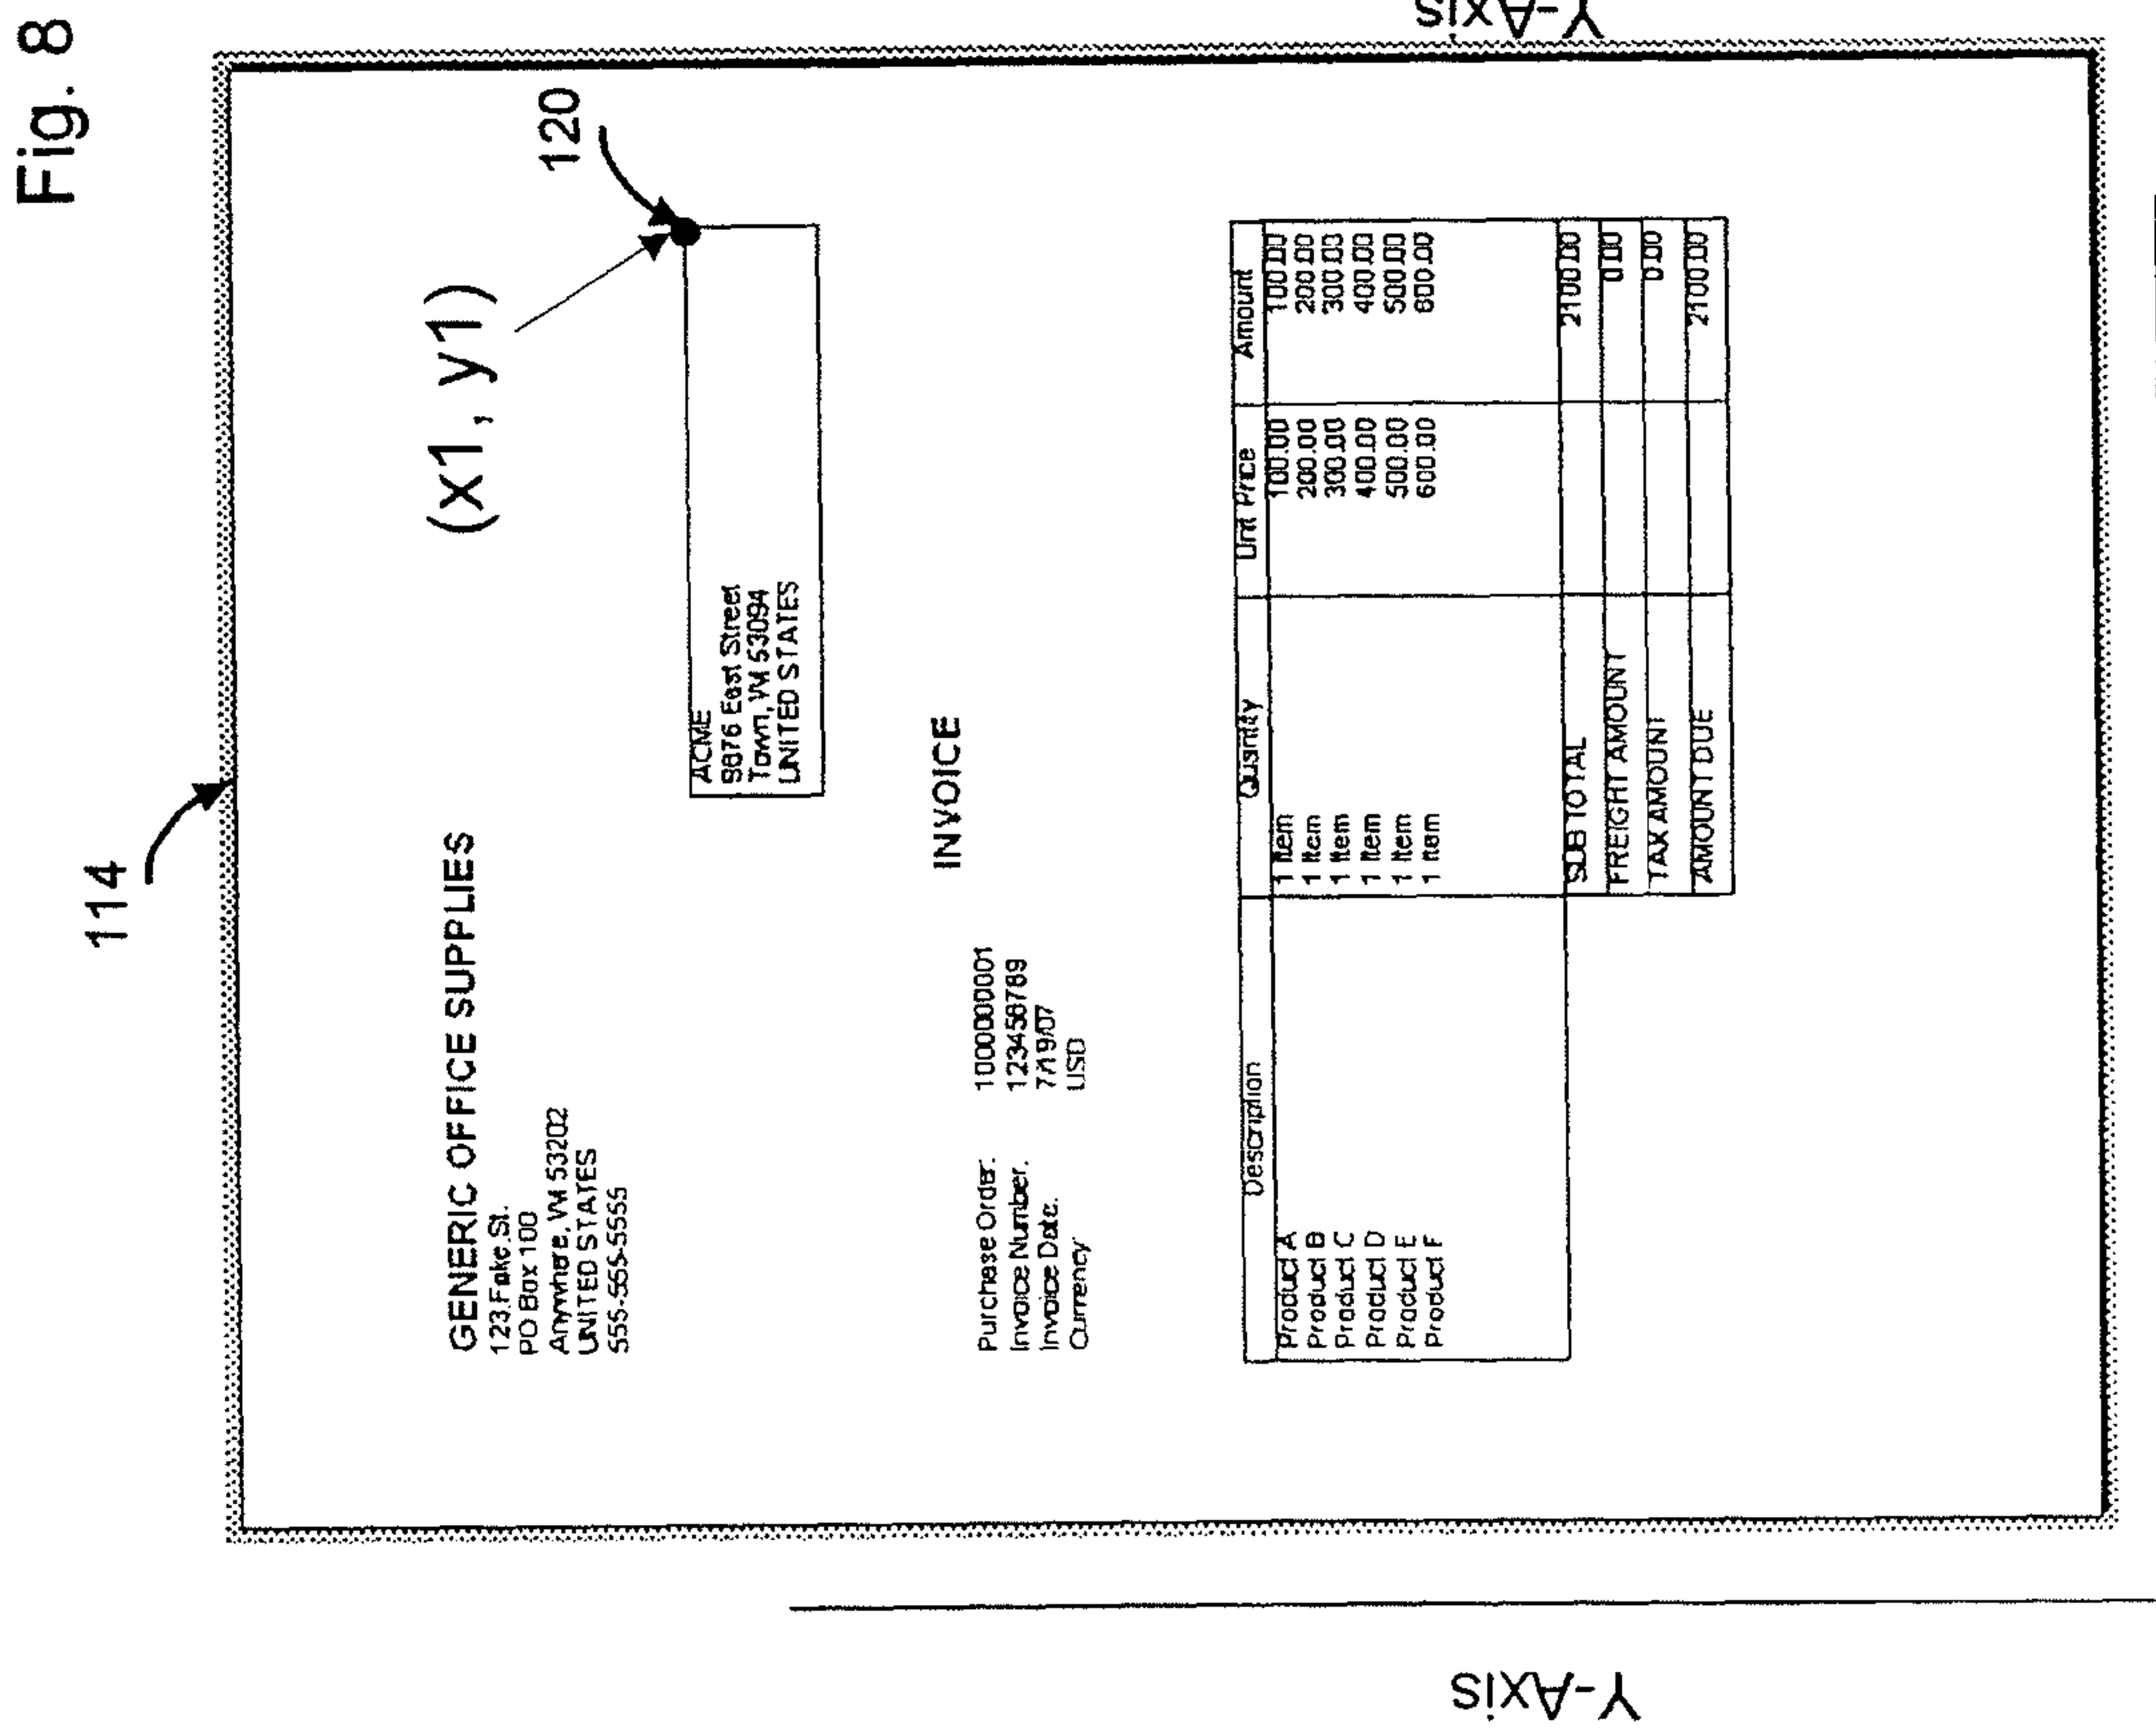 Fig. 8
114
120
(x1, y1)
GENERIC OFFICE SUPPLIES
123 Fake St.
PO Box 100
Anywhere, WI 53202
UNITED STATES
555-555-5555
ACME
9876 East Street
Town, WI 53094
UNITED STATES
INVOICE
Purchase Order: 1000000001
Invoice Number: 123456789
Invoice Date: 7/19/07
Currency USD
Description Quantity Unit Price Amount
Product A 1 Item 100.00 100.00
Product B 1 Item 200.00 200.00
Product C 1 Item 300.00 300.00
Product D 1 Item 400.00 400.00
Product E 1 Item 500.00 500.00
Product F 1 Item 600.00 600.00
SUB TOTAL 2100.00
FREIGHT AMOUNT 0.00
TAX AMOUNT 0.00
AMOUNT DUE 2100.00
Y-Axis
Y-Axis